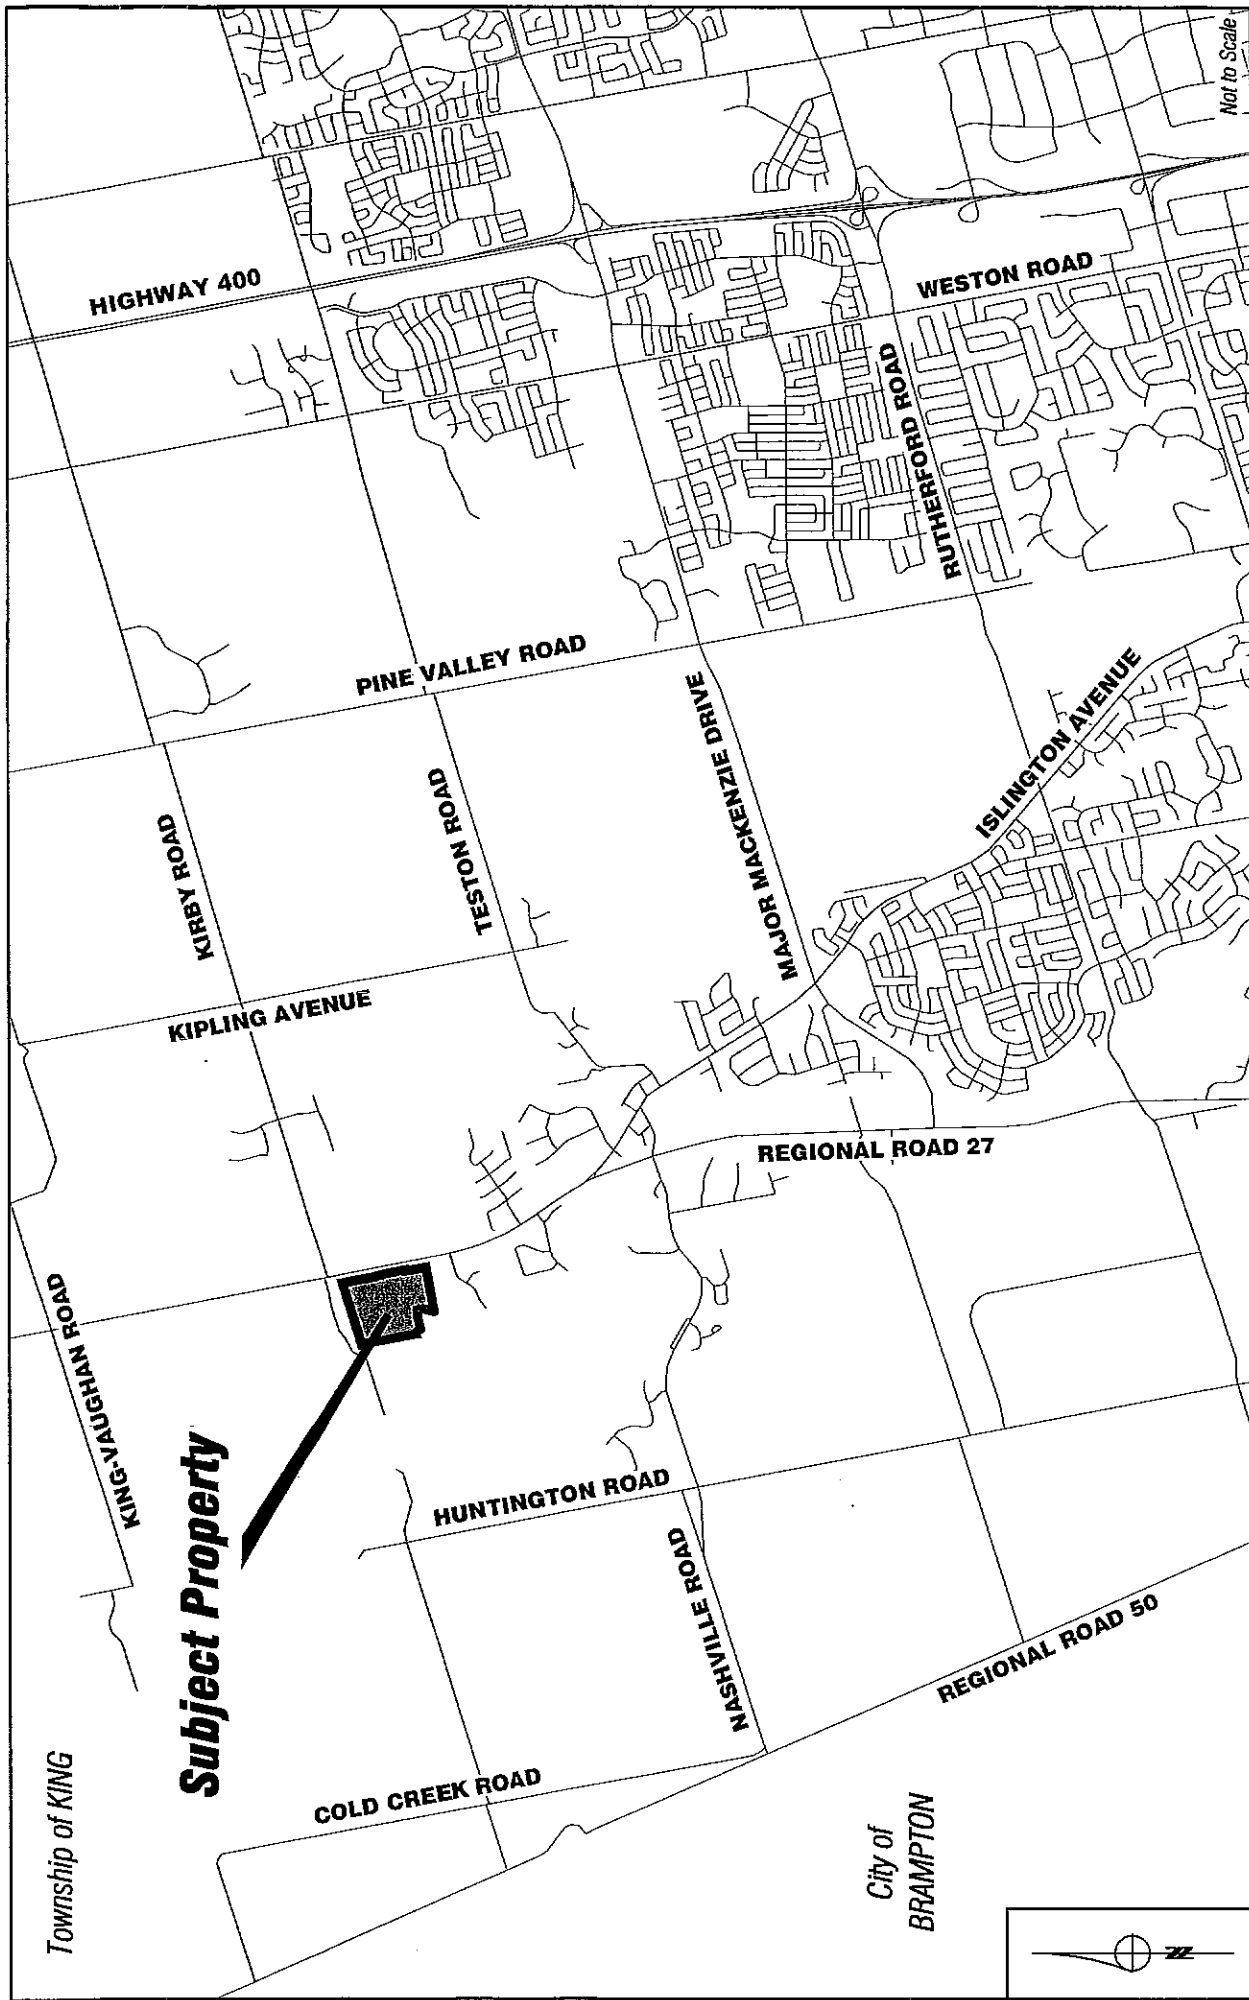 Township of KING
Subject Property
KING-VAUGHAN ROAD
KIRBY ROAD
KIPLING AVENUE
HIGHWAY 400
COLD CREEK ROAD
HUNTINGTON ROAD
TESTON ROAD
PINE VALLEY ROAD
NASHVILLE ROAD
REGIONAL ROAD 27
MAJOR MACKENZIE DRIVE
REGIONAL ROAD 50
ISLINGTON AVENUE
RUTHERFORD ROAD
WESTON ROAD
City of
BRAMPTON
N
Not to Scale